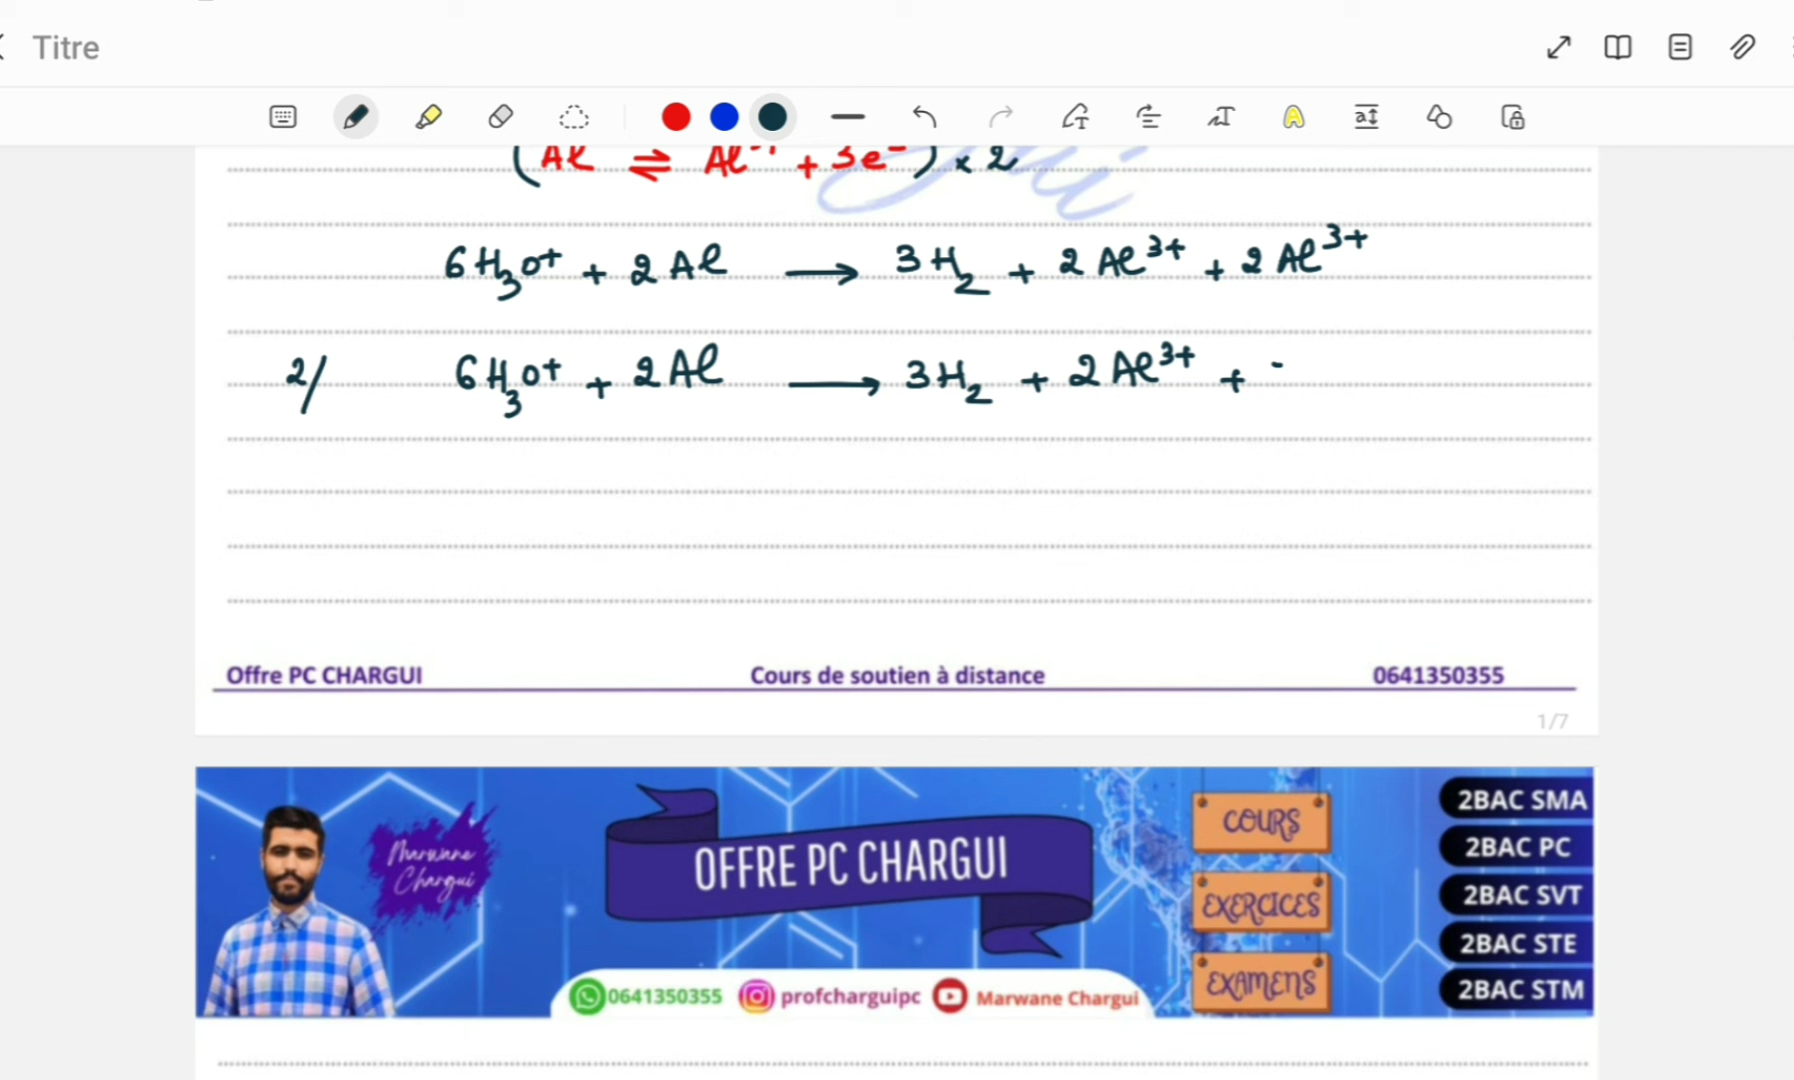 Titre
(Al ⇌ Al³⁺ + 3e⁻) × 2
6H₃O⁺ + 2Al → 3H₂ + 2Al³⁺ + 2Al³⁺
2/ 6H₃O⁺ + 2Al → 3H₂ + 2Al³⁺ +
Offre PC CHARGUI Cours de soutien à distance 0641350355
1/7
Marwane
Chargui
OFFRE PC CHARGUI
0641350355 profcharguipc Marwane Chargui
COURS
EXERCICES
EXAMENS
2BAC SMA
2BAC PC
2BAC SVT
2BAC STE
2BAC STM